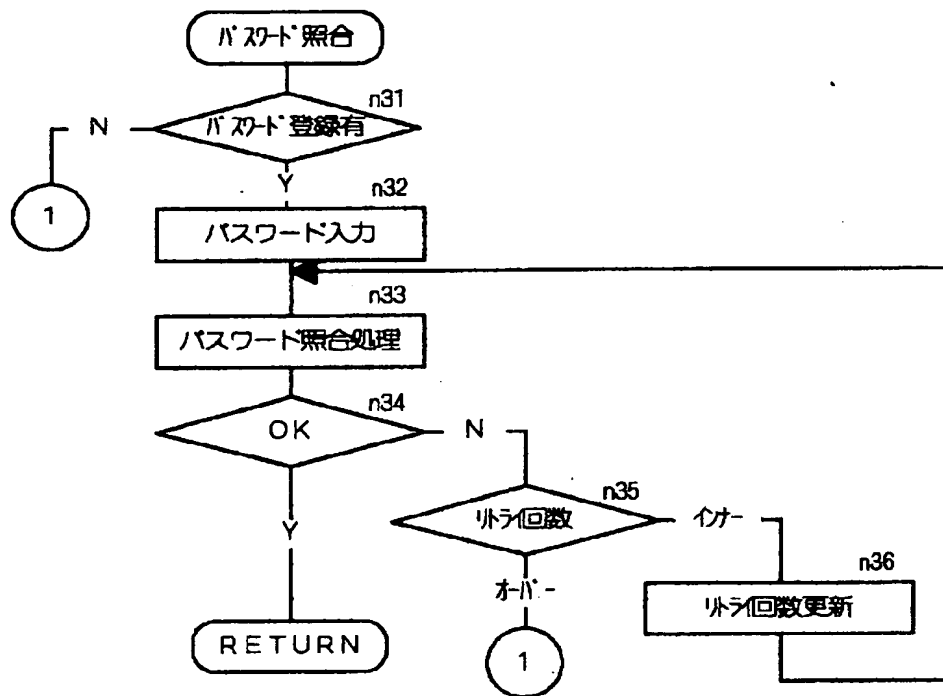 パスワード照合
n31
N
パスワード登録有
Y
n32
1
パスワード入力
n33
パスワード照合処理
n34
OK
N
n35
リトライ回数
インナー
Y
n36
オーバー
リトライ回数更新
RETURN
1